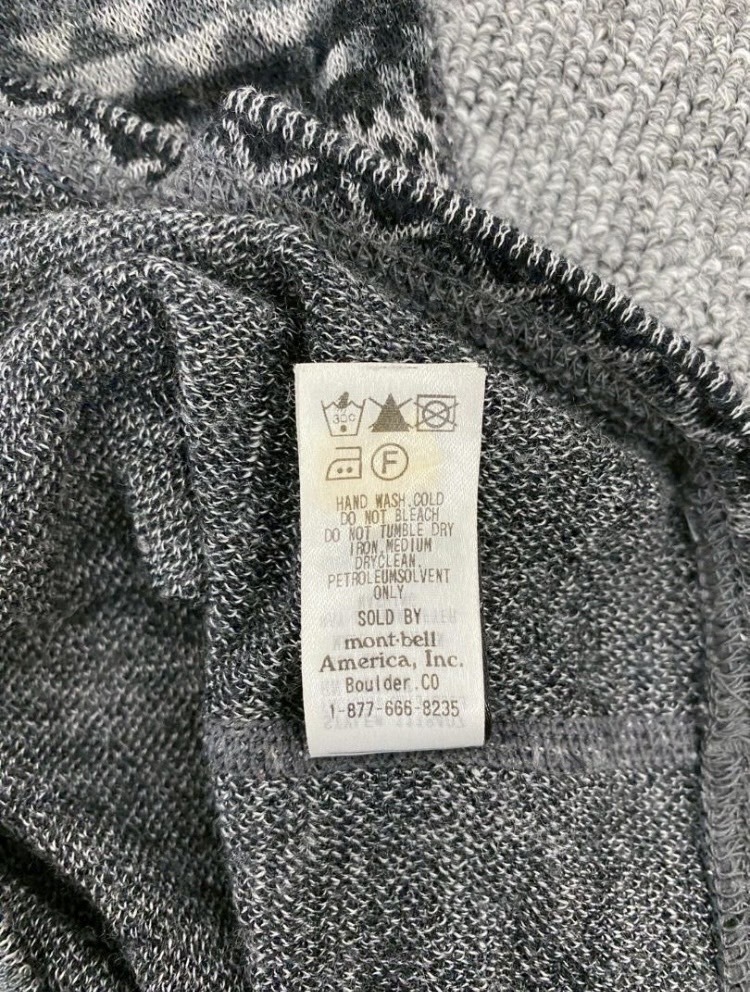 30c
F
HAND WASH.COLD
DO NOT BLEACH
DO NOT TUMBLE DRY
IRON.MEDIUM
DRYCLEAN.
PETROLEUMSOLVENT
ONLY
SOLD BY
mont-bell
America, Inc.
Boulder.CO
1-877-666-8235